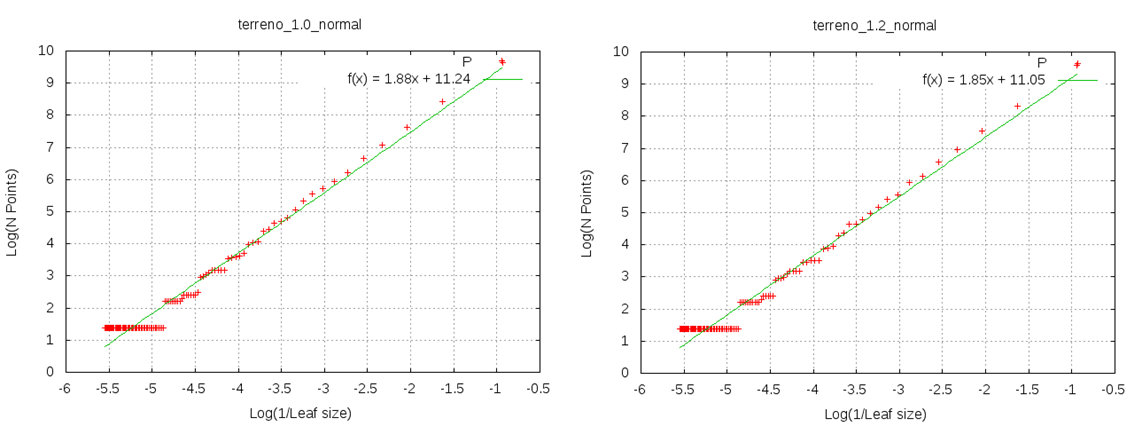 terreno_1.0_normal
10
9
8
7
6
5
4
3
2
1
0
Log(N Points)
P
f(x) = 1.88x + 11.24
-6 -5.5 -5 -4.5 -4 -3.5 -3 -2.5 -2 -1.5 -1 -0.5
Log(1/Leaf size)
terreno_1.2_normal
10
9
8
7
6
5
4
3
2
1
0
Log(N Points)
P
f(x) = 1.85x + 11.05
-6 -5.5 -5 -4.5 -4 -3.5 -3 -2.5 -2 -1.5 -1 -0.5
Log(1/Leaf size)